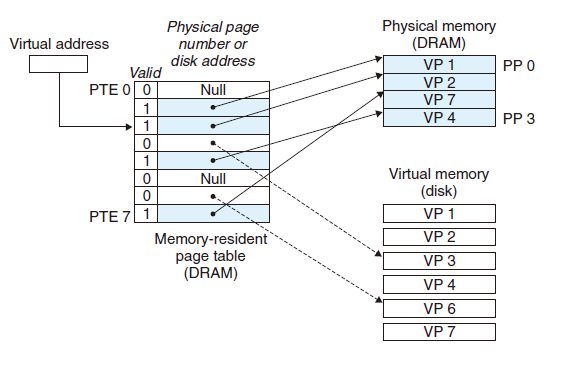 Physical page
number or
disk address
Physical memory
(DRAM)
Virtual address
Valid
PTE 0
0
Null
1
1
0
1
0
Null
0
PTE 7
1
VP 1
PP 0
VP 2
VP 7
VP 4
PP 3
Memory-resident
page table
(DRAM)
Virtual memory
(disk)
VP 1
VP 2
VP 3
VP 4
VP 6
VP 7